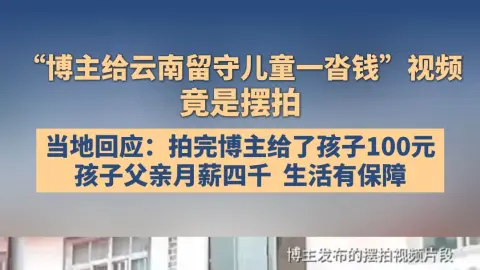 “博主给云南留守儿童一沓钱”视频
竟是摆拍
当地回应：拍完博主给了孩子100元
孩子父亲月薪四千 生活有保障
博主发布的摆拍视频片段